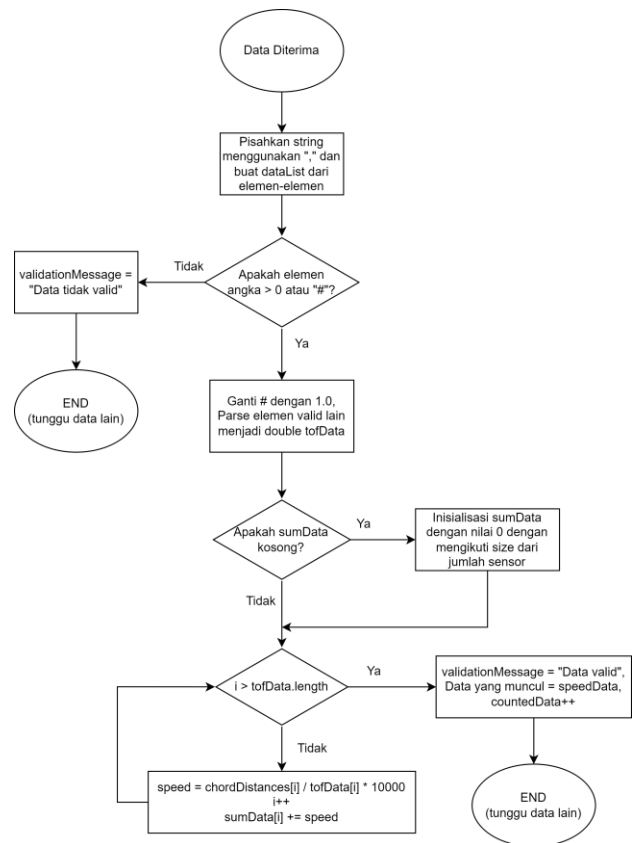 Data Diterima
Pisahkan string
menggunakan "," dan
buat dataList dari
elemen-elemen
Apakah elemen
angka > 0 atau "#"?
Tidak
validationMessage =
"Data tidak valid"
END
(tunggu data lain)
Ya
Ganti # dengan 1.0,
Parse elemen valid lain
menjadi double tofData
Apakah sumData
kosong?
Ya
Inisialisasi sumData
dengan nilai 0 dengan
mengikuti size dari
jumlah sensor
Tidak
i > tofData.length
Ya
validationMessage = "Data valid",
Data yang muncul = speedData,
countedData++
END
(tunggu data lain)
Tidak
speed = chordDistances[i] / tofData[i] * 10000
i++
sumData[i] += speed